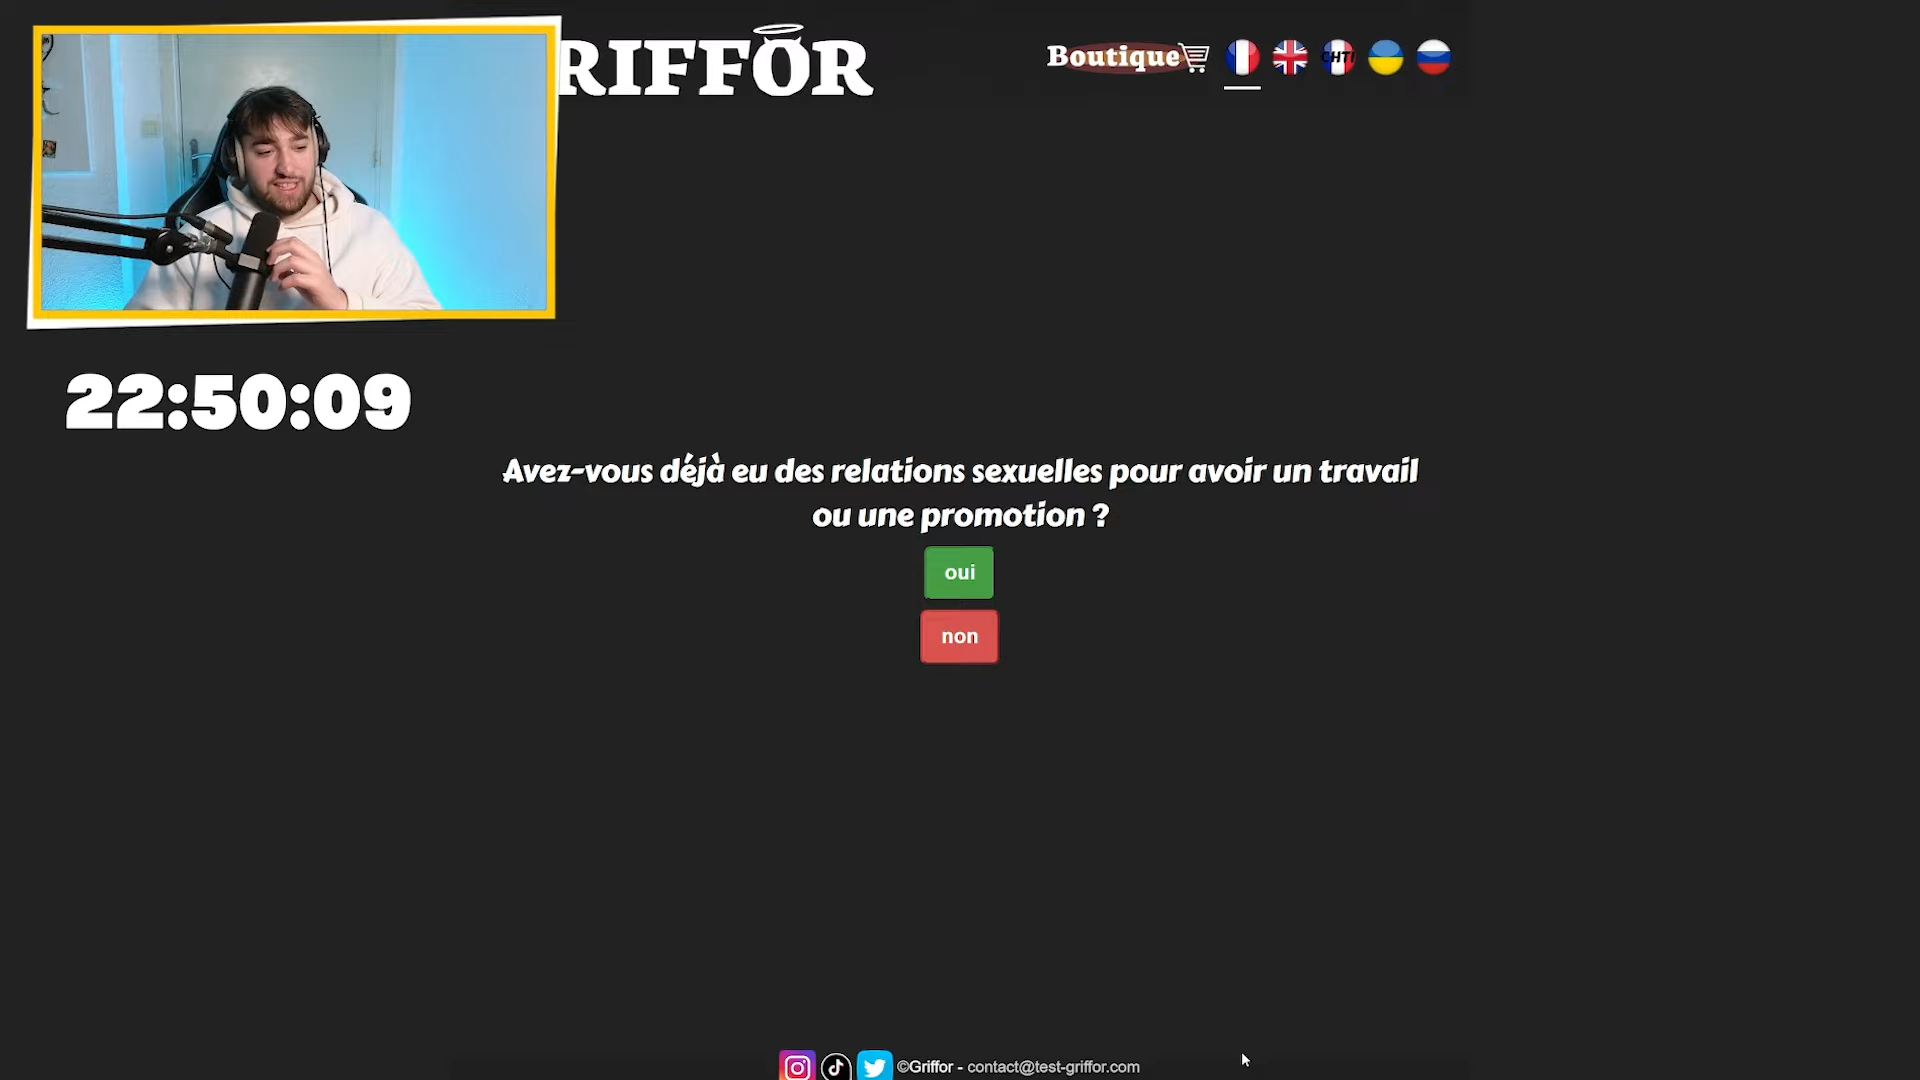 RIFFOR
Boutique
CHTI
22:50:09
Avez-vous déjà eu des relations sexuelles pour avoir un travail
ou une promotion ?
oui
non
©Griffor - contact@test-griffor.com